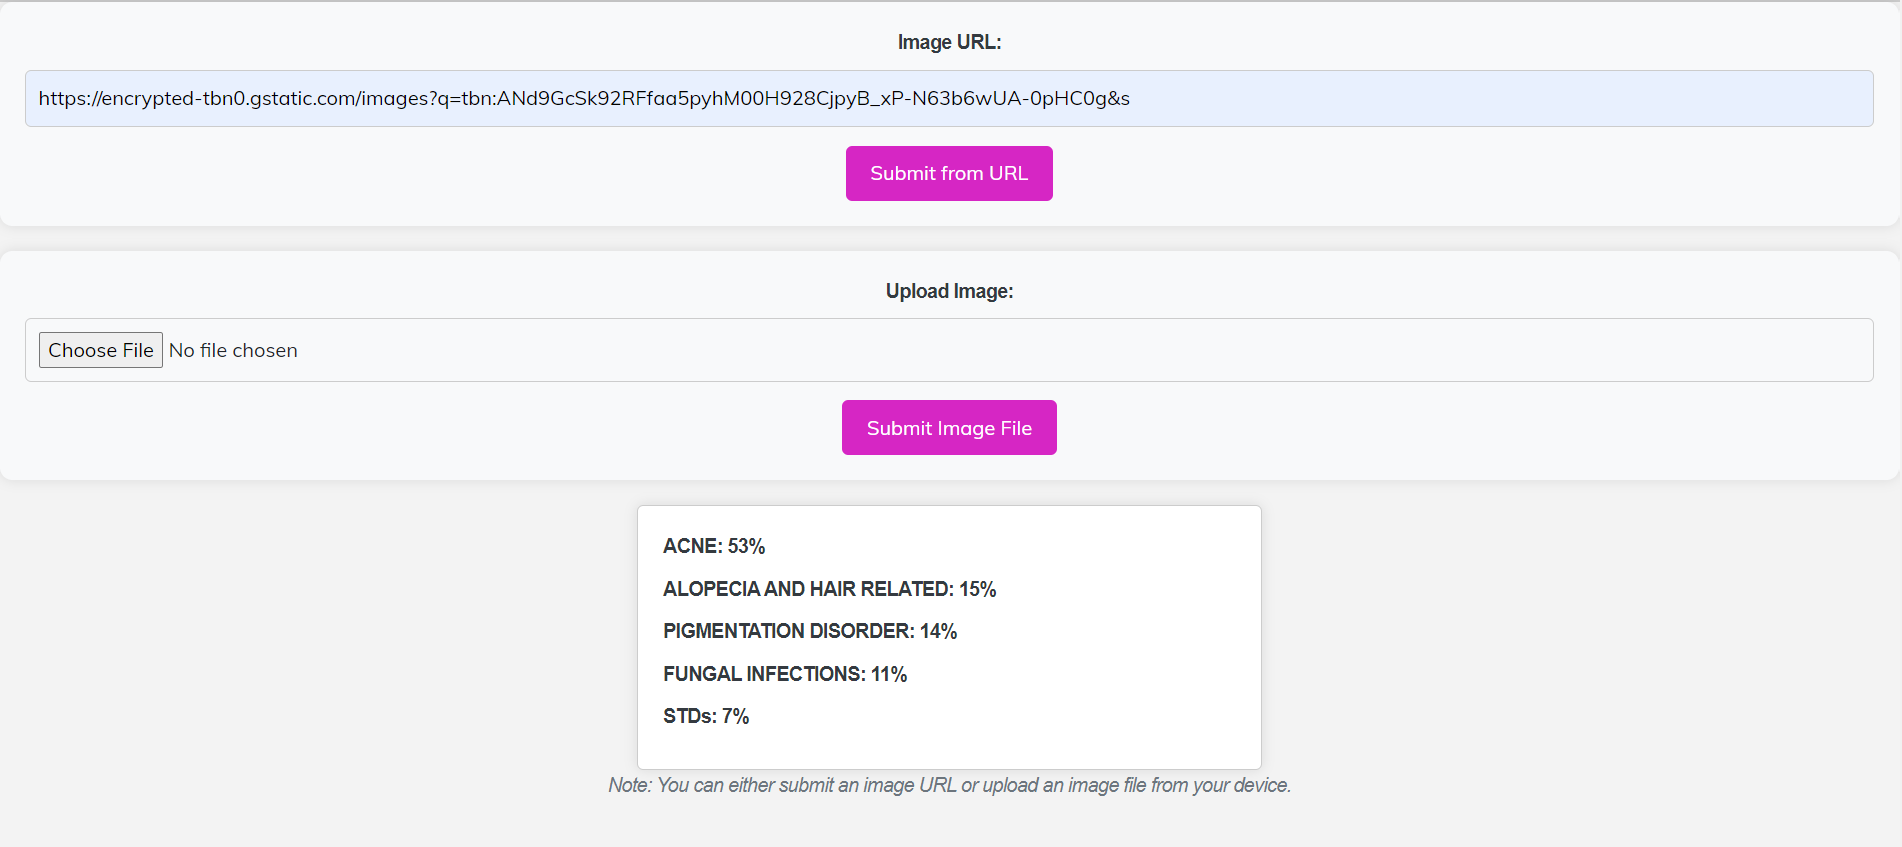 Image URL:
https://encrypted-tbn0.gstatic.com/images?q=tbn:ANd9GcSk92RFfaa5pyhM00H928CjpyB_xP-N63b6wUA-0pHC0g&s
Submit from URL
Upload Image:
Choose File No file chosen
Submit Image File
ACNE: 53%
ALOPECIA AND HAIR RELATED: 15%
PIGMENTATION DISORDER: 14%
FUNGAL INFECTIONS: 11%
STDs: 7%
Note: You can either submit an image URL or upload an image file from your device.